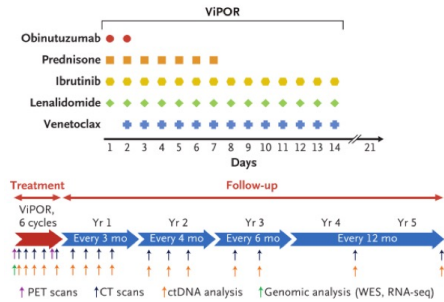 ViPOR
Obinutuzumab
Prednisone
Ibrutinib
Lenalidomide
Venetoclax
1 2 3 4 5 6 7 8 9 10 11 12 13 14 21
Days
Treatment Follow-up
ViPOR,
6 cycles
Yr 1 Yr 2 Yr 3 Yr 4 Yr 5
Every 3 mo Every 4 mo Every 6 mo Every 12 mo
PET scans CT scans ctDNA analysis Genomic analysis (WES, RNA-seq)